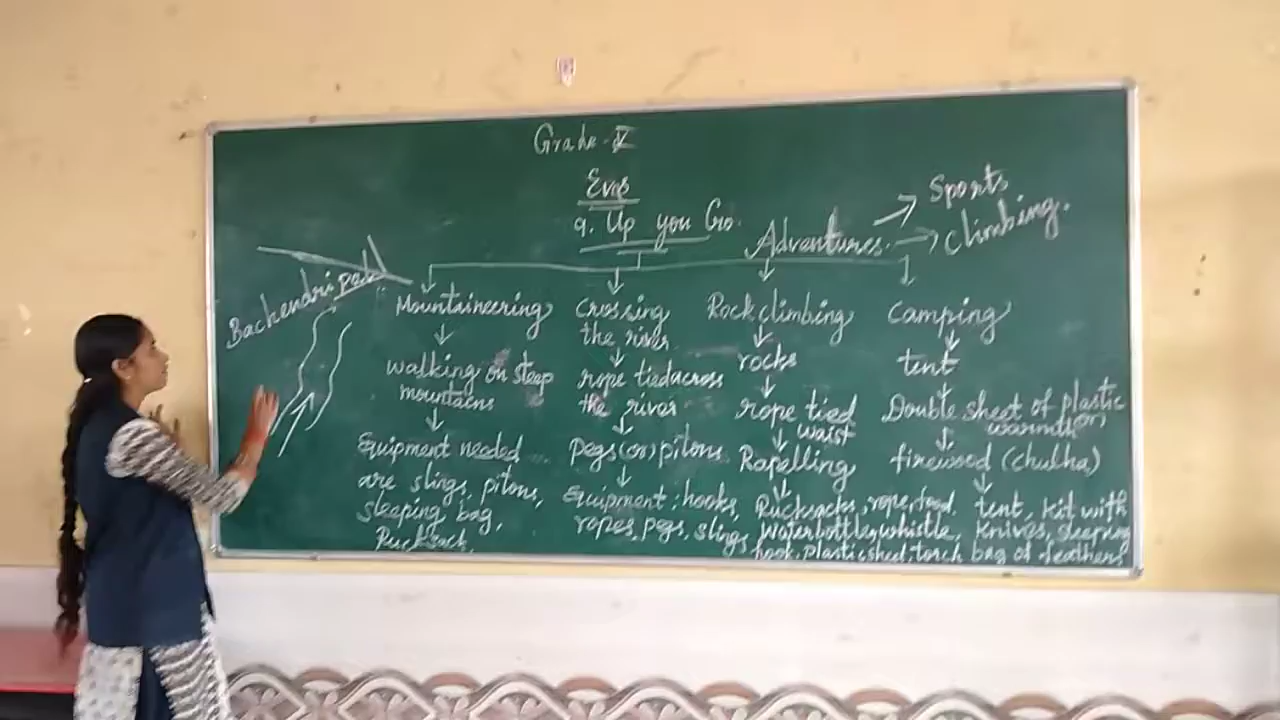 Grade-V
Evs
9. Up you Go.
Adventures
Sports
climbing.
Bachendri pal
Mountaineering
walking on steep
mountains
Equipment needed
are slings, pitons,
sleeping bag,
Rucksack.
Crossing
the river
rope tied across
the river
Pegs (or) pitons
Equipment: hooks,
ropes, pegs, slings
Rock climbing
rocks
rope tied
waist
Rapelling
Rucksacks, rope, food,
Waterbottle, whistle,
hook, plastic shed, torch
Camping
tent
Double sheet of plastic
warmth
firewood (chulha)
tent, kit with
Knives, sleeping
bag of feathers